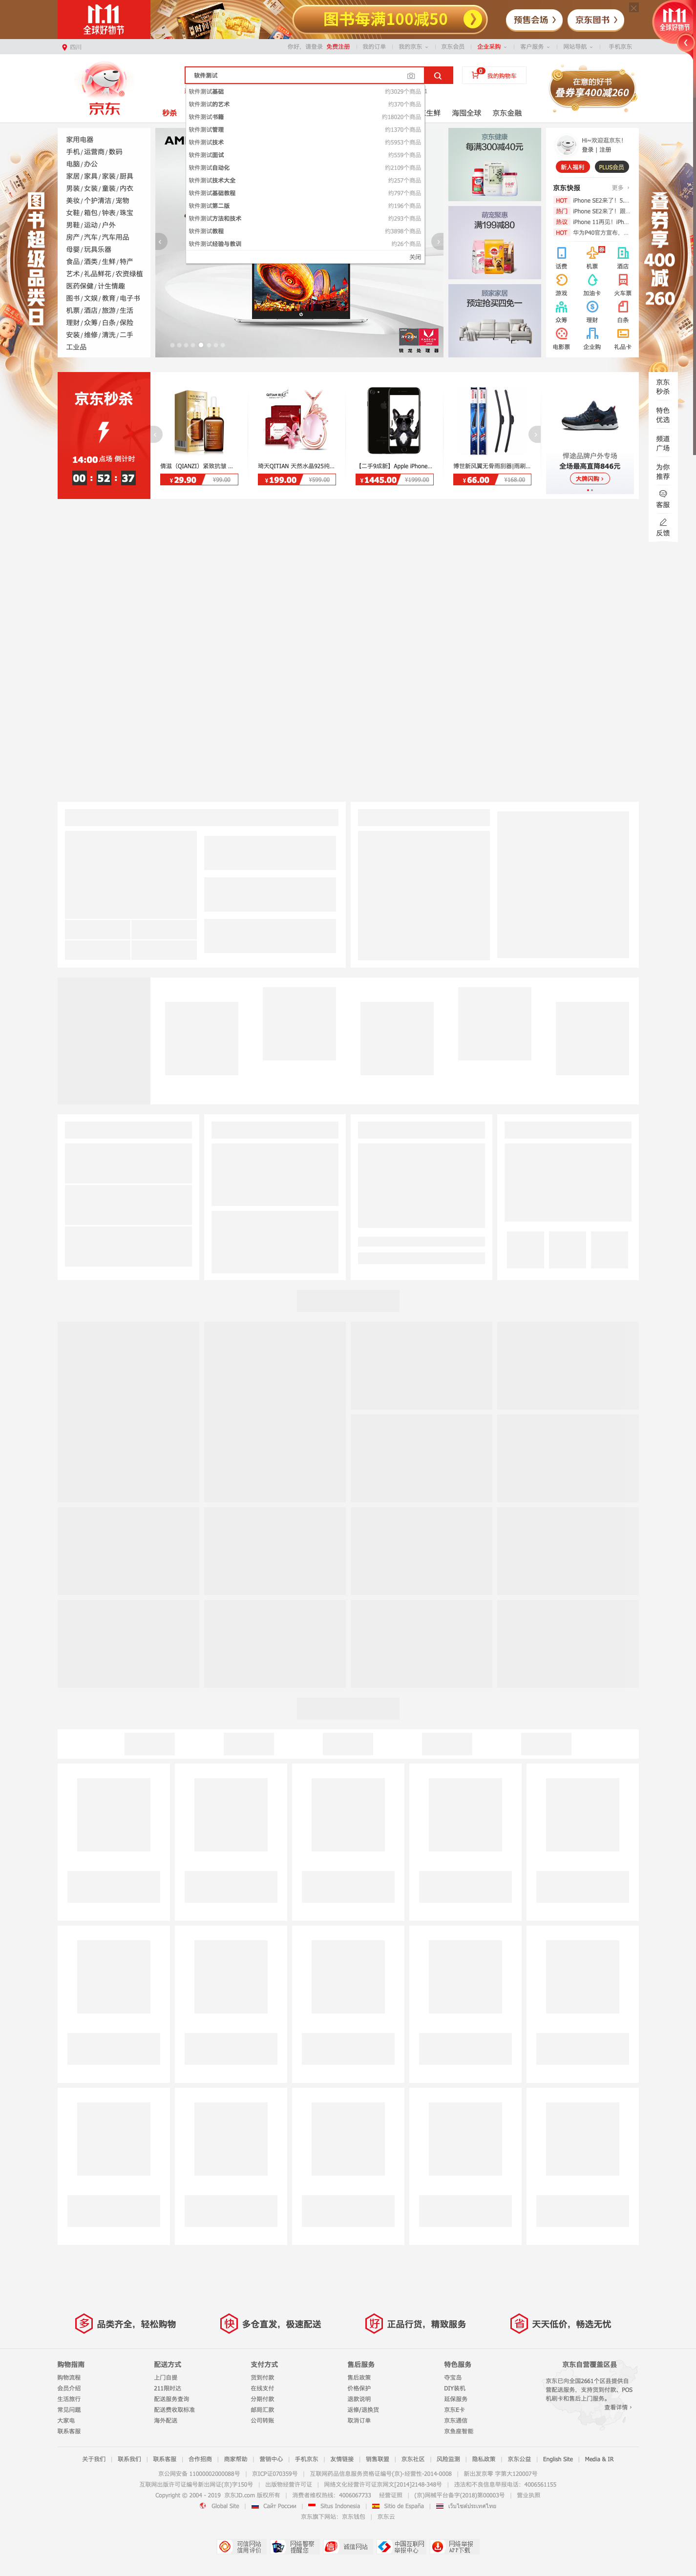 11.11
全球好物节
图书每满100减50
预售会场
京东图书
11.11
全球好物节
四川
你好，请登录 免费注册 我的订单 我的京东 京东会员 企业采购 客户服务 网站导航 手机京东
京东
软件测试
0 我的购物车
秒杀
生鲜 海囤全球 京东金融
在意的好书
叠券享400减260
软件测试基础 约3029个商品
软件测试的艺术 约370个商品
软件测试书籍 约18020个商品
软件测试管理 约1370个商品
软件测试技术 约5953个商品
软件测试面试 约559个商品
软件测试自动化 约2109个商品
软件测试技术大全 约257个商品
软件测试基础教程 约797个商品
软件测试第二版 约196个商品
软件测试方法和技术 约293个商品
软件测试教程 约3898个商品
软件测试经验与教训 约26个商品
关闭
图书超级品类日
叠券享400减260
家用电器
手机/运营商/数码
电脑/办公
家居/家具/家装/厨具
男装/女装/童装/内衣
美妆/个护清洁/宠物
女鞋/箱包/钟表/珠宝
男鞋/运动/户外
房产/汽车/汽车用品
母婴/玩具乐器
食品/酒类/生鲜/特产
艺术/礼品鲜花/农资绿植
医药保健/计生情趣
图书/文娱/教育/电子书
机票/酒店/旅游/生活
理财/众筹/白条/保险
安装/维修/清洗/二手
工业品
AM
RYZEN
RADEON
锐龙处理器
京东健康
每满300减40元
萌宠聚惠
满199减80
顾家家居
预定抢买四免一
Hi~欢迎逛京东！
登录 | 注册
新人福利
PLUS会员
京东快报 更多
HOT iPhone SE2来了！5....
热门 iPhone SE2来了！跟...
热议 iPhone 11再见！iPh...
HOT 华为P40官方宣布，...
话费 机票 酒店
游戏 加油卡 火车票
众筹 理财 白条
电影票 企业购 礼品卡
京东秒杀
14:00点场 倒计时
00 : 52 : 37
倩滋（QIANZI）紧致抗皱 ...
¥29.90 ¥99.00
琦天QITIAN 天然水晶925纯...
¥199.00 ¥599.00
【二手9成新】Apple iPhone...
¥1445.00 ¥1999.00
博世新风翼无骨雨刮器|雨刷...
¥66.00 ¥168.00
悍途品牌户外专场
全场最高直降846元
大牌闪购
京东
秒杀
特色
优选
频道
广场
为你
推荐
客服
反馈
多 品类齐全，轻松购物
快 多仓直发，极速配送
好 正品行货，精致服务
省 天天低价，畅选无忧
购物指南
购物流程
会员介绍
生活旅行
常见问题
大家电
联系客服
配送方式
上门自提
211限时达
配送服务查询
配送费收取标准
海外配送
支付方式
货到付款
在线支付
分期付款
邮局汇款
公司转账
售后服务
售后政策
价格保护
退款说明
返修/退换货
取消订单
特色服务
夺宝岛
DIY装机
延保服务
京东E卡
京东通信
京鱼座智能
京东自营覆盖区县
京东已向全国2661个区县提供自
营配送服务，支持货到付款、POS
机刷卡和售后上门服务。
查看详情
关于我们 | 联系我们 | 联系客服 | 合作招商 | 商家帮助 | 营销中心 | 手机京东 | 友情链接 | 销售联盟 | 京东社区 | 风险监测 | 隐私政策 | 京东公益 | English Site | Media & IR
京公网安备 11000002000088号 | 京ICP证070359号 | 互联网药品信息服务资格证编号(京)-经营性-2014-0008 | 新出发京零 字第大120007号
互联网出版许可证编号新出网证(京)字150号 | 出版物经营许可证 | 网络文化经营许可证京网文[2014]2148-348号 | 违法和不良信息举报电话：4006561155
Copyright © 2004 - 2019 京东JD.com 版权所有 | 消费者维权热线：4006067733 经营证照 | (京)网械平台备字(2018)第00003号 | 营业执照
Global Site | Сайт России | Situs Indonesia | Sitio de España | เว็บไซต์ประเทศไทย
京东旗下网站：京东钱包 | 京东云
可信网站
信用评价
网络警察
提醒您
诚信网站
中国互联网
举报中心
网络举报
APP下载